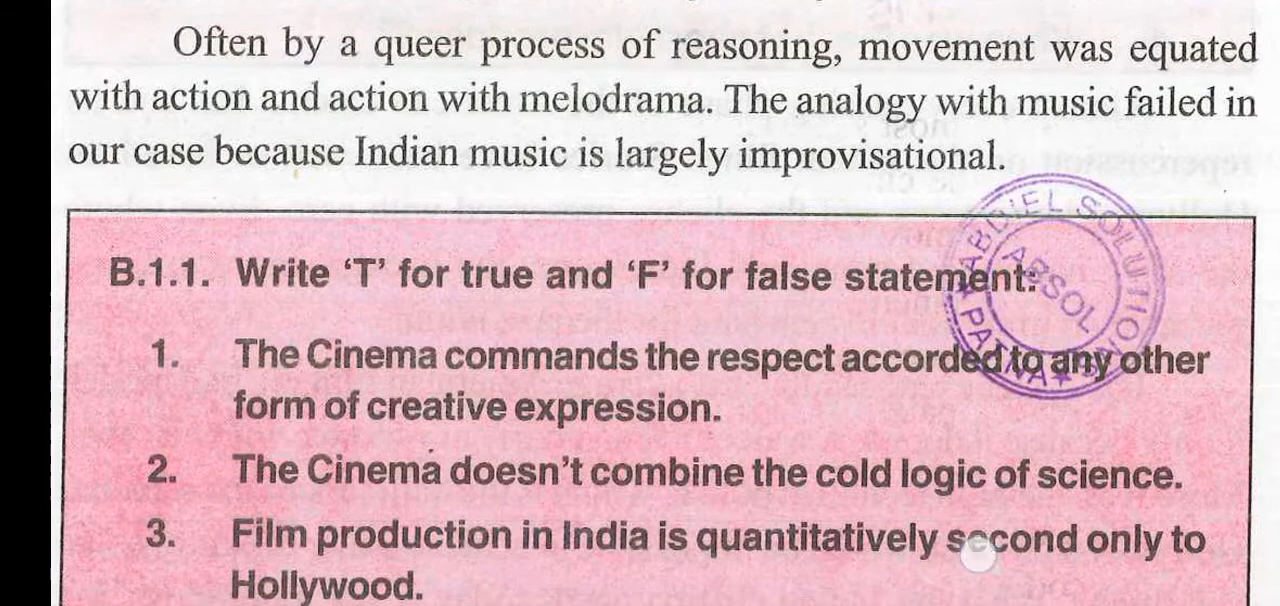 Often by a queer process of reasoning, movement was equated
with action and action with melodrama. The analogy with music failed in
our case because Indian music is largely improvisational.
B.1.1. Write ‘T’ for true and ‘F’ for false statement:
1. The Cinema commands the respect accorded to any other
form of creative expression.
2. The Cinema doesn’t combine the cold logic of science.
3. Film production in India is quantitatively second only to
Hollywood.
ABSOL
PATNA